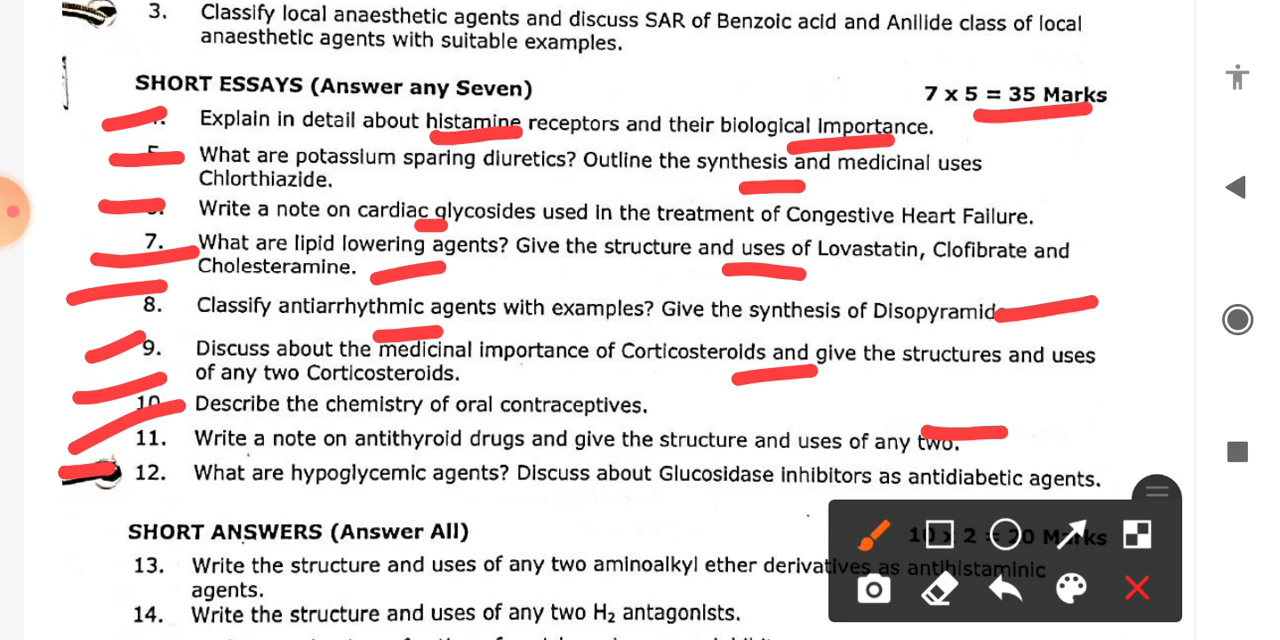 3. Classify local anaesthetic agents and discuss SAR of Benzoic acid and Anilide class of local
anaesthetic agents with suitable examples.
SHORT ESSAYS (Answer any Seven) 7 x 5 = 35 Marks
Explain in detail about histamine receptors and their biological importance.
What are potassium sparing diuretics? Outline the synthesis and medicinal uses
Chlorthiazide.
Write a note on cardiac glycosides used in the treatment of Congestive Heart Failure.
7. What are lipid lowering agents? Give the structure and uses of Lovastatin, Clofibrate and
Cholesteramine.
8. Classify antiarrhythmic agents with examples? Give the synthesis of Disopyramid
9. Discuss about the medicinal importance of Corticosteroids and give the structures and uses
of any two Corticosteroids.
10 Describe the chemistry of oral contraceptives.
11. Write a note on antithyroid drugs and give the structure and uses of any two.
12. What are hypoglycemic agents? Discuss about Glucosidase inhibitors as antidiabetic agents.
SHORT ANSWERS (Answer All) 10 x 2 = 20 Marks
13. Write the structure and uses of any two aminoalkyl ether derivatives as antihistaminic
agents.
14. Write the structure and uses of any two H₂ antagonists.